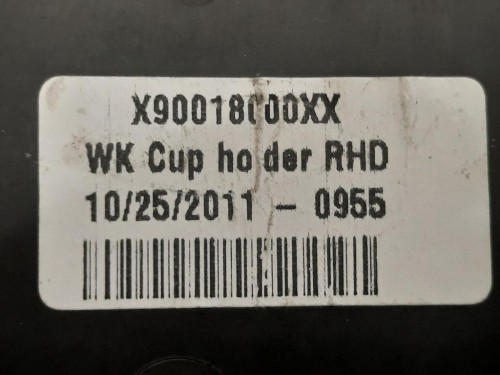 X90018000XX
WK Cup ho der RHD
10/25/2011 - 0955